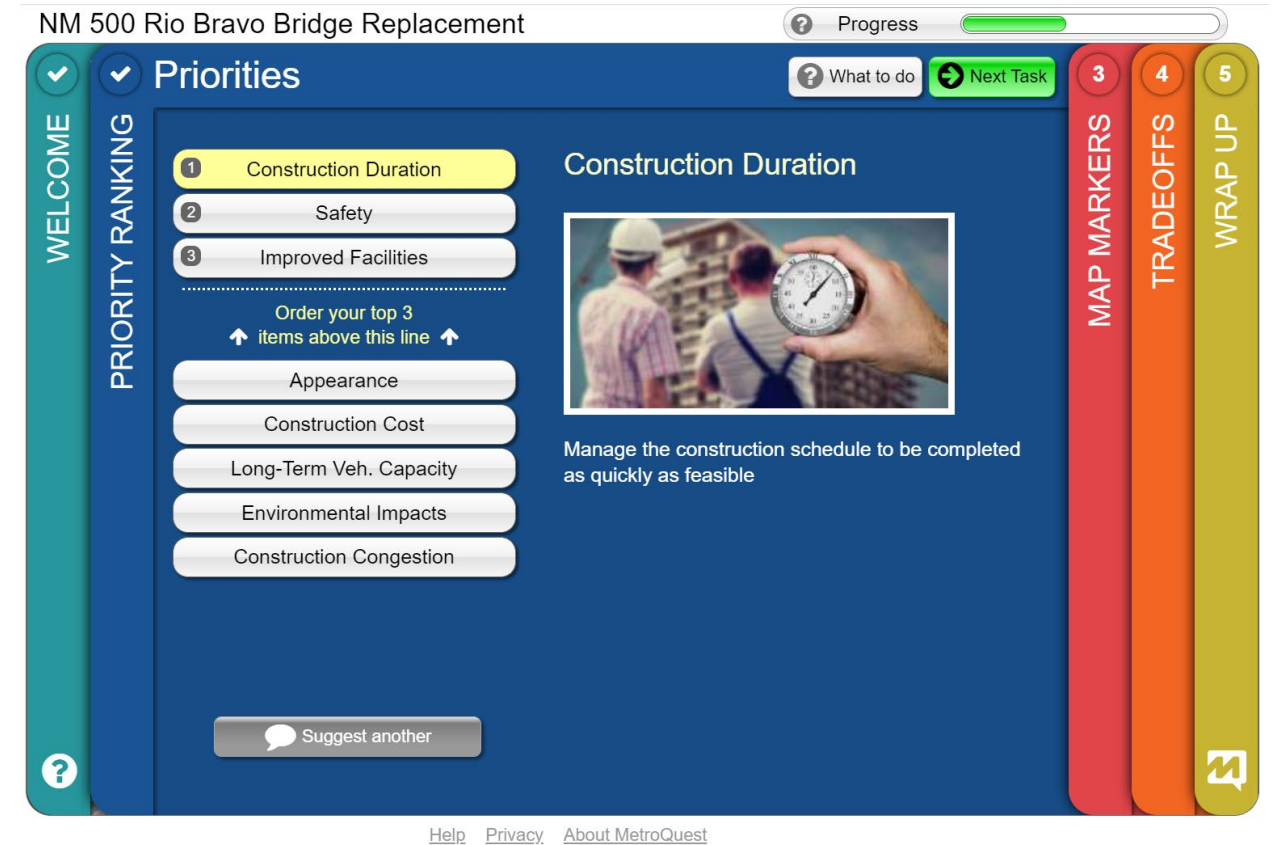 NM 500 Rio Bravo Bridge Replacement
? Progress
WELCOME
?
PRIORITY RANKING
Priorities
? What to do
Next Task
1 Construction Duration
2 Safety
3 Improved Facilities
Order your top 3
items above this line
Appearance
Construction Cost
Long-Term Veh. Capacity
Environmental Impacts
Construction Congestion
Suggest another
Construction Duration
Manage the construction schedule to be completed
as quickly as feasible
3
MAP MARKERS
4
TRADEOFFS
5
WRAP UP
Help Privacy About MetroQuest